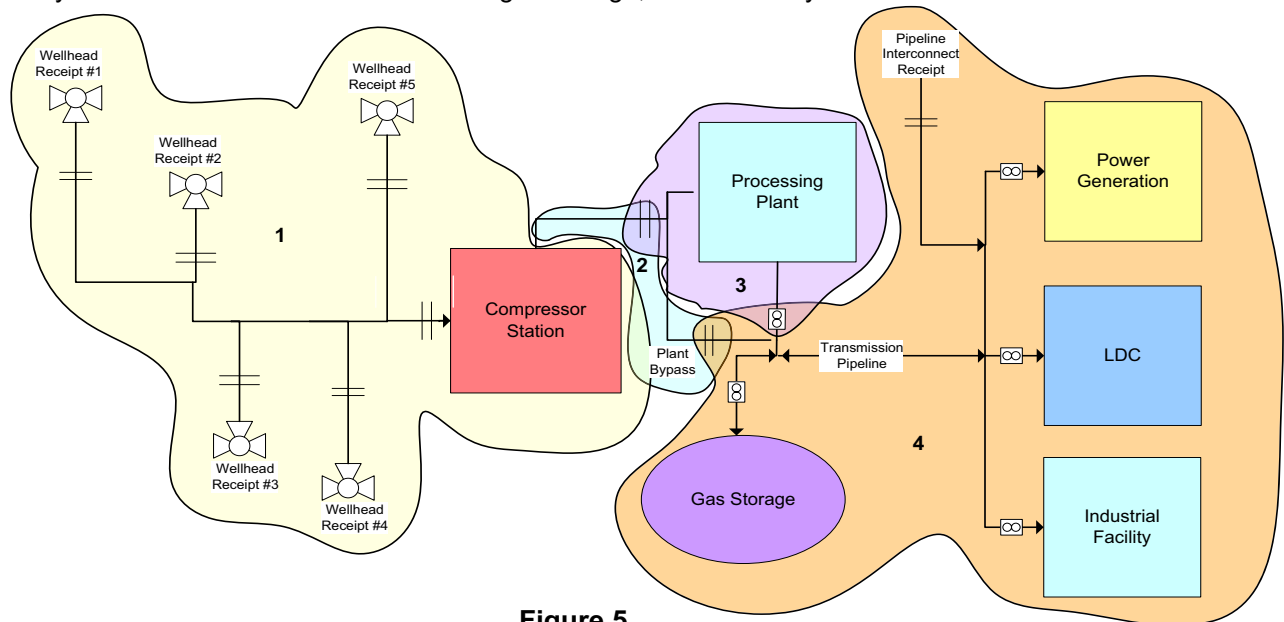 Wellhead
Receipt #1
Wellhead
Receipt #5
Pipeline
Interconnect
Receipt
Wellhead
Receipt #2
Power
Generation
Processing
Plant
1
2
3
Compressor
Station
Plant
Bypass
Transmission
Pipeline
LDC
4
Wellhead
Receipt #3
Wellhead
Receipt #4
Gas Storage
Industrial
Facility
Figure 5